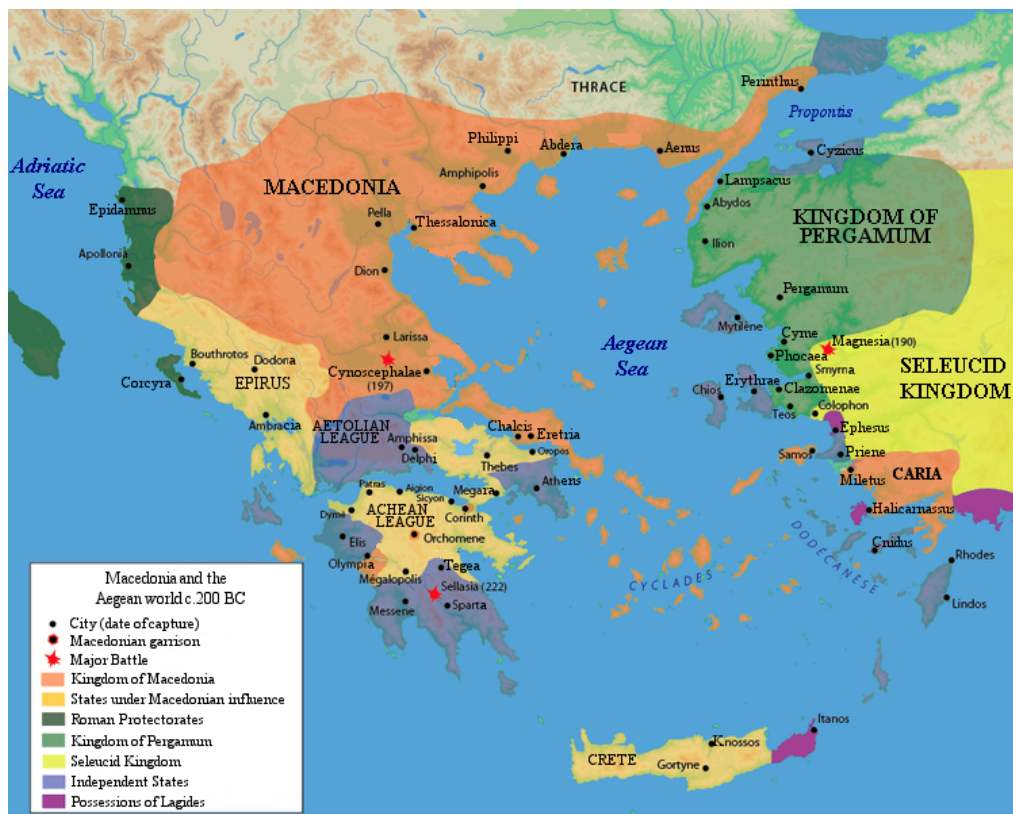 THRACE
Perinthus
Propontis
Adriatic
Sea
Philippi
Abdera
Aenus
Cyzicus
Amphipolis
MACEDONIA
Lampsacus
Epidamnus
Pella
Thessalonica
Abydos
KINGDOM OF
PERGAMUM
Apollonia
Ilion
Dion
Pergamum
Mytilène
Larissa
Cyme
Magnesia (190)
Aegean
Sea
Bouthrotos
Dodona
Phocaea
Smyrna
SELEUCID
KINGDOM
Corcyra
EPIRUS
Cynoscephalae
(197)
Erythrae
Chios
Clazomenae
Teos
Colophon
Ambracia
AETOLIAN
LEAGUE
Amphissa
Delphi
Chalcis
Eretria
Oropos
Ephesus
Thebes
Samos
Priene
Athens
Miletus
CARIA
Patras
Aigion
Sicyon
Megara
Dymé
ACHEAN
LEAGUE
Corinth
Halicarnassus
Elis
Orchomene
Cnidus
Olympia
Tegea
DODÉCANÈSE
Rhodes
Mégalopolis
Sellasia (222)
CYCLADES
Messene
Sparta
Lindos
Itanos
CRETE
Knossos
Gortyne
Macedonia and the
Aegean world c.200 BC
City (date of capture)
Macedonian garrison
Major Battle
Kingdom of Macedonia
States under Macedonian influence
Roman Protectorates
Kingdom of Pergamum
Seleucid Kingdom
Independent States
Possessions of Lagides